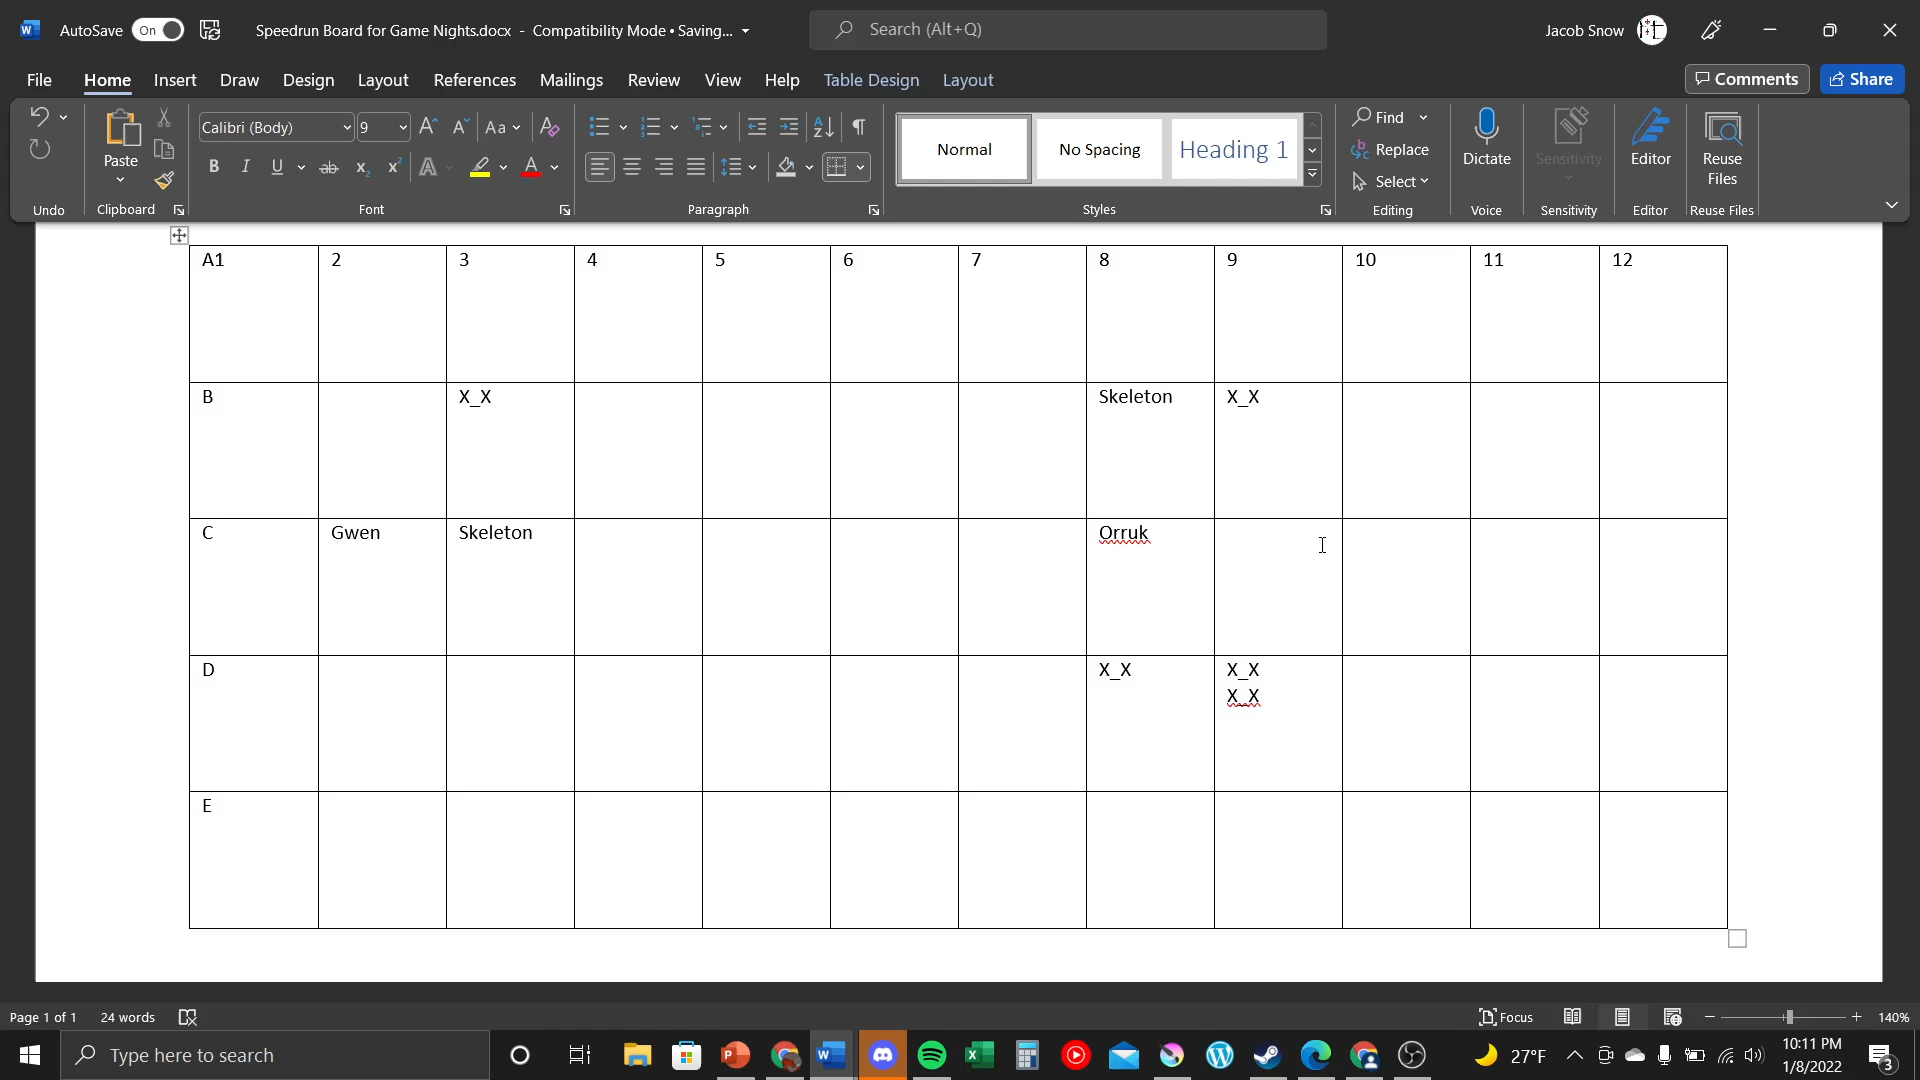 AutoSave On Speedrun Board for Game Nights.docx - Compatibility Mode • Saving... Search (Alt+Q) Jacob Snow
File Home Insert Draw Design Layout References Mailings Review View Help Table Design Layout Comments Share
Calibri (Body) 9 Aa Find
Paste Normal No Spacing Heading 1 Replace Dictate Sensitivity Editor Reuse Files
B I U ab x₂ x² A A Select
Undo Clipboard Font Paragraph Styles Editing Voice Sensitivity Editor Reuse Files
A1 2 3 4 5 6 7 8 9 10 11 12
B X_X Skeleton X_X
C Gwen Skeleton Orruk
D X_X X_X
X_X
E
Page 1 of 1 24 words Focus 140%
Type here to search 27°F 10:11 PM
1/8/2022 3